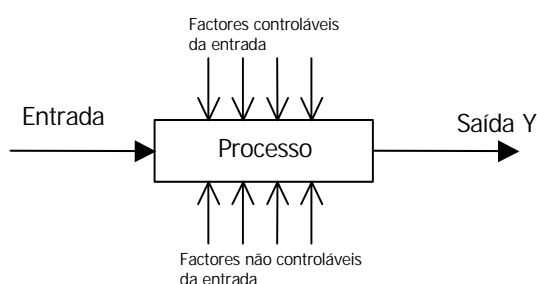 Factores controláveis
da entrada
Entrada
Processo
Saída Y
Factores não controláveis
da entrada